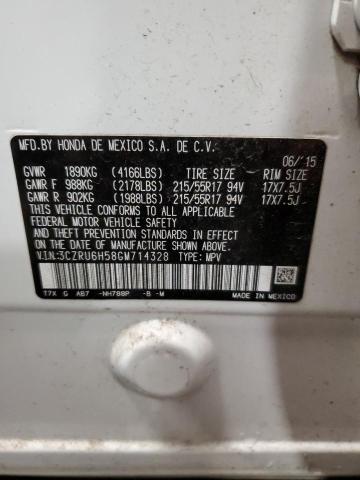 MFD.BY HONDA DE MEXICO S.A. DE C.V.
06/'15
GVWR 1890KG (4166LBS) TIRE SIZE RIM SIZE
GAWR F 988KG (2178LBS) 215/55R17 94V 17X7.5J
GAWR R 902KG (1988LBS) 215/55R17 94V 17X7.5J
THIS VEHICLE CONFORMS TO ALL APPLICABLE
FEDERAL MOTOR VEHICLE SAFETY
AND THEFT PREVENTION STANDARDS IN EFFECT
ON THE DATE OF MANUFACTURE SHOWN ABOVE.
V.I.N:3CZRU6H58GM714328 TYPE: MPV
MADE IN MEXICO
T7X G AB7 -NH788P -B -M